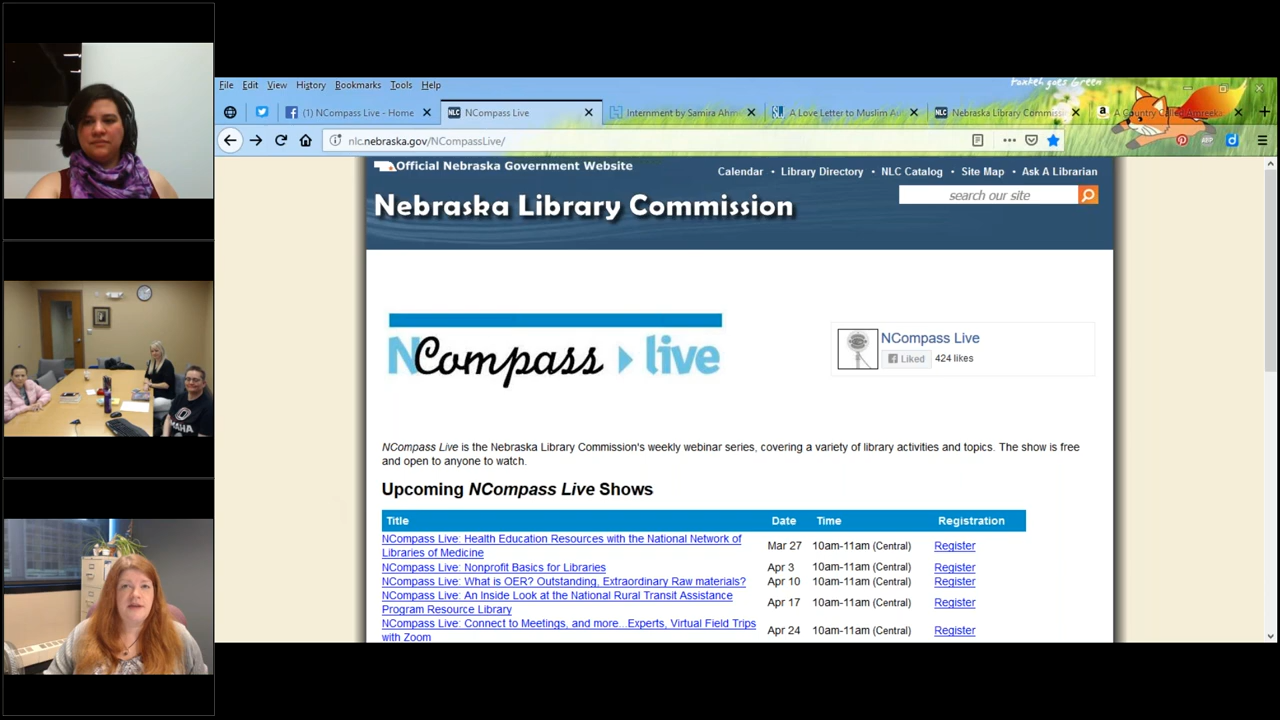 Foxkeh goes Green
File Edit View History Bookmarks Tools Help
(1) NCompass Live - Home
NCompass Live
Internment by Samira Ahm
A Love Letter to Muslim Au
Nebraska Library Commissi
A Country Called Amreeka
nlc.nebraska.gov/NCompassLive/
Official Nebraska Government Website
Calendar • Library Directory • NLC Catalog • Site Map • Ask A Librarian
Nebraska Library Commission
search our site
NCompass live
NCompass Live
Liked 424 likes
NCompass Live is the Nebraska Library Commission's weekly webinar series, covering a variety of library activities and topics. The show is free
and open to anyone to watch.
Upcoming NCompass Live Shows
Title Date Time Registration
NCompass Live: Health Education Resources with the National Network of
Libraries of Medicine Mar 27 10am-11am (Central) Register
NCompass Live: Nonprofit Basics for Libraries Apr 3 10am-11am (Central) Register
NCompass Live: What is OER? Outstanding, Extraordinary Raw materials? Apr 10 10am-11am (Central) Register
NCompass Live: An Inside Look at the National Rural Transit Assistance
Program Resource Library Apr 17 10am-11am (Central) Register
NCompass Live: Connect to Meetings, and more...Experts, Virtual Field Trips
with Zoom Apr 24 10am-11am (Central) Register